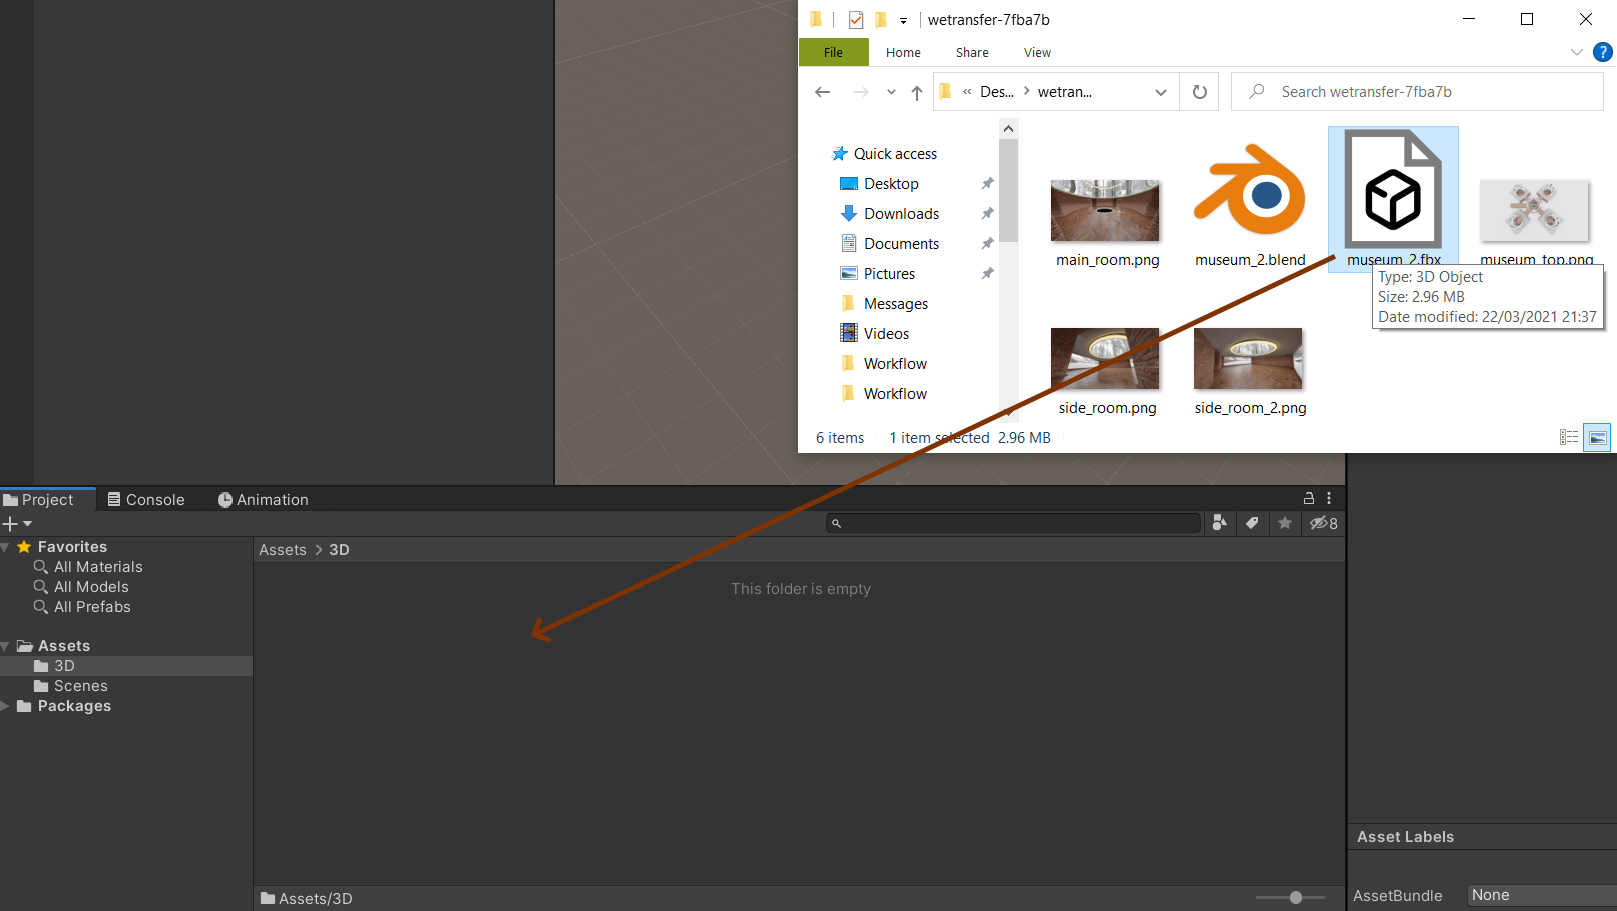 wetransfer-7fba7b
File Home Share View
?
« Des... > wetran...
Search wetransfer-7fba7b
Quick access
Desktop
Downloads
Documents
Pictures
Messages
Videos
Workflow
Workflow
main_room.png
museum_2.blend
museum_2.fbx
museum_top.png
Type: 3D Object
Size: 2.96 MB
Date modified: 22/03/2021 21:37
side_room.png
side_room_2.png
6 items 1 item selected 2.96 MB
Project Console Animation
8
Favorites
All Materials
All Models
All Prefabs
Assets
3D
Scenes
Packages
Assets > 3D
This folder is empty
Assets/3D
Asset Labels
AssetBundle None